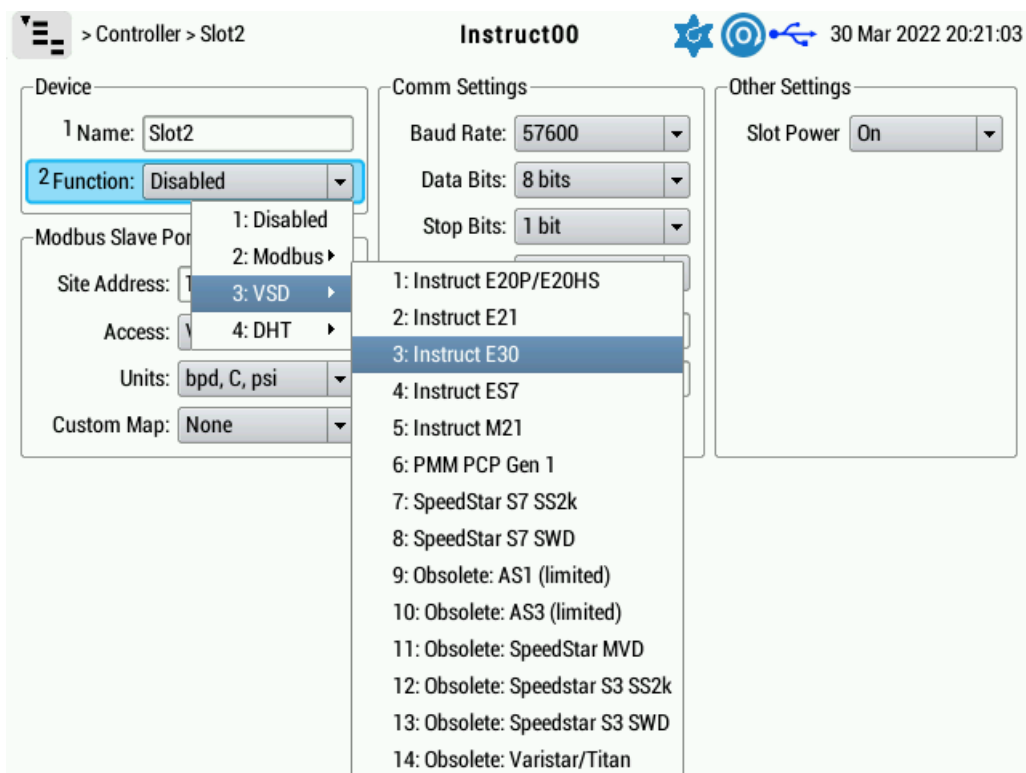 > Controller > Slot2
Instruct00
30 Mar 2022 20:21:03
Device
1 Name: Slot2
2 Function: Disabled
1: Disabled
2: Modbus
3: VSD
4: DHT
Modbus Slave Por
Site Address: 1
Access:
Units: bpd, C, psi
Custom Map: None
Comm Settings
Baud Rate: 57600
Data Bits: 8 bits
Stop Bits: 1 bit
1: Instruct E20P/E20HS
2: Instruct E21
3: Instruct E30
4: Instruct ES7
5: Instruct M21
6: PMM PCP Gen 1
7: SpeedStar S7 SS2k
8: SpeedStar S7 SWD
9: Obsolete: AS1 (limited)
10: Obsolete: AS3 (limited)
11: Obsolete: SpeedStar MVD
12: Obsolete: Speedstar S3 SS2k
13: Obsolete: Speedstar S3 SWD
14: Obsolete: Varistar/Titan
Other Settings
Slot Power On